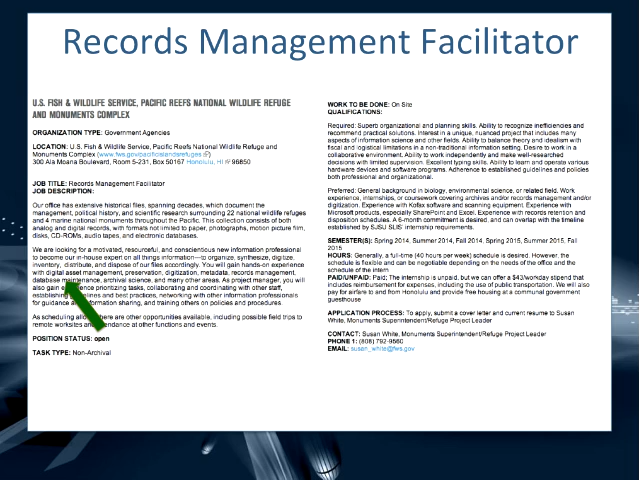 Records Management Facilitator
U.S. FISH & WILDLIFE SERVICE, PACIFIC REEFS NATIONAL WILDLIFE REFUGE
AND MONUMENTS COMPLEX
ORGANIZATION TYPE: Government Agencies
LOCATION: U.S. Fish & Wildlife Service, Pacific Reefs National Wildlife Refuge and
Monuments Complex (www.fws.gov/pacificislandsrefuges)
300 Ala Moana Boulevard, Room 5-231, Box 50167 Honolulu, HI 96850
JOB TITLE: Records Management Facilitator
JOB DESCRIPTION:
Our office has extensive historical files, spanning decades, which document the
management, political history, and scientific research surrounding 22 national wildlife refuges
and 4 marine national monuments throughout the Pacific. This collection consists of both
analog and digital records, with formats not limited to paper, photographs, motion picture film,
disks, CD-ROMs, audio tapes, and electronic databases.
We are looking for a motivated, resourceful, and conscientious new information professional
to become our in-house expert on all things information—to organize, synthesize, digitize,
inventory, distribute, and dispose of our files accordingly. You will gain hands-on experience
with digital asset management, preservation, digitization, metadata, records management,
database maintenance, archival science, and many other areas. As project manager, you will
also gain prioritizing tasks, collaborating and coordinating with other staff,
establishing and best practices, networking with other information professionals
for guidance sharing, and training others on policies and procedures.
As scheduling there are other opportunities available, including possible field trips to
remote worksites attendance at other functions and events.
POSITION STATUS: open
TASK TYPE: Non-Archival
WORK TO BE DONE: On Site
QUALIFICATIONS:
Required: Superb organizational and planning skills. Ability to recognize inefficiencies and
recommend practical solutions. Interest in a unique, nuanced project that incorporates many
aspects of information science and other fields. Ability to balance theory and idealism with
fiscal and logistical limitations in a non-traditional information setting. Desire to work in a
collaborative environment. Ability to work independently and make well-researched
decisions with limited supervision. Excellent typing skills. Ability to learn and operate various
hardware devices and software programs. Adherence to established guidelines and policies
both professional and organizational.
Preferred: General background in biology, environmental science, or related field. Work
experience, internships, or coursework covering archives and/or records management and/or
digitization. Experience with Kofax software and scanning equipment. Experience with
Microsoft products, especially SharePoint and Excel. Experience with records retention and
disposition schedules. A 6-month duration is desired, and can overlap with the timeline
established by SJSU SLIS' internship requirements.
SEMESTER(S): Spring 2014, Summer 2014, Fall 2014, Spring 2015, Summer 2015, Fall
2015
HOURS: Generally, a full-time (40 hours per week) schedule is desired. However, the
schedule is flexible and can be negotiable depending on the needs of the office and the
schedule of the intern
PAID/UNPAID: Paid; The internship is unpaid, but we can offer a $43/workday stipend that
includes reimbursement for expenses, including the use of public transportation. We will also
pay for airfare to and from Honolulu and provide free housing at a communal government
guesthouse
APPLICATION PROCESS: To apply, submit a cover letter and current resume to Susan
White, Monuments Superintendent/Refuge Project Leader
CONTACT: Susan White, Monuments Superintendent/Refuge Project Leader
PHONE 1: (808) 792-9560
EMAIL: susan_white@fws.gov